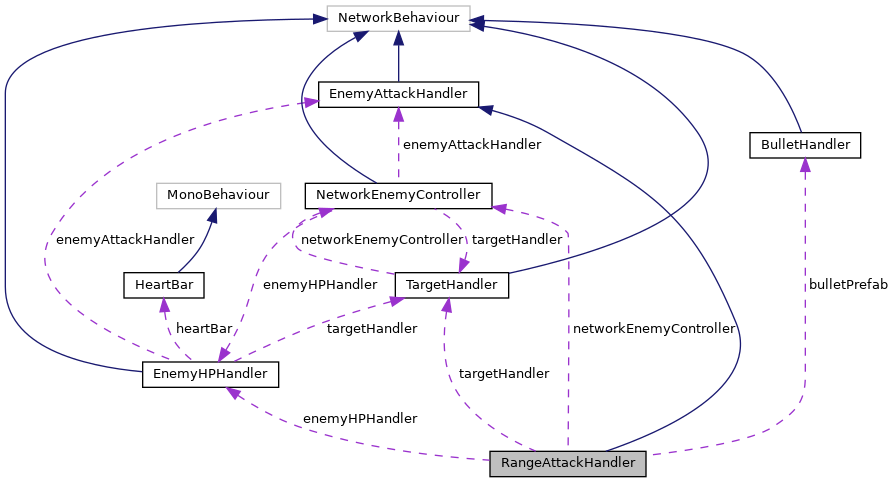 NetworkBehaviour
EnemyAttackHandler
BulletHandler
enemyAttackHandler
MonoBehaviour
NetworkEnemyController
enemyAttackHandler
networkEnemyController
targetHandler
HeartBar
enemyHPHandler
TargetHandler
bulletPrefab
heartBar
targetHandler
networkEnemyController
EnemyHPHandler
targetHandler
enemyHPHandler
RangeAttackHandler